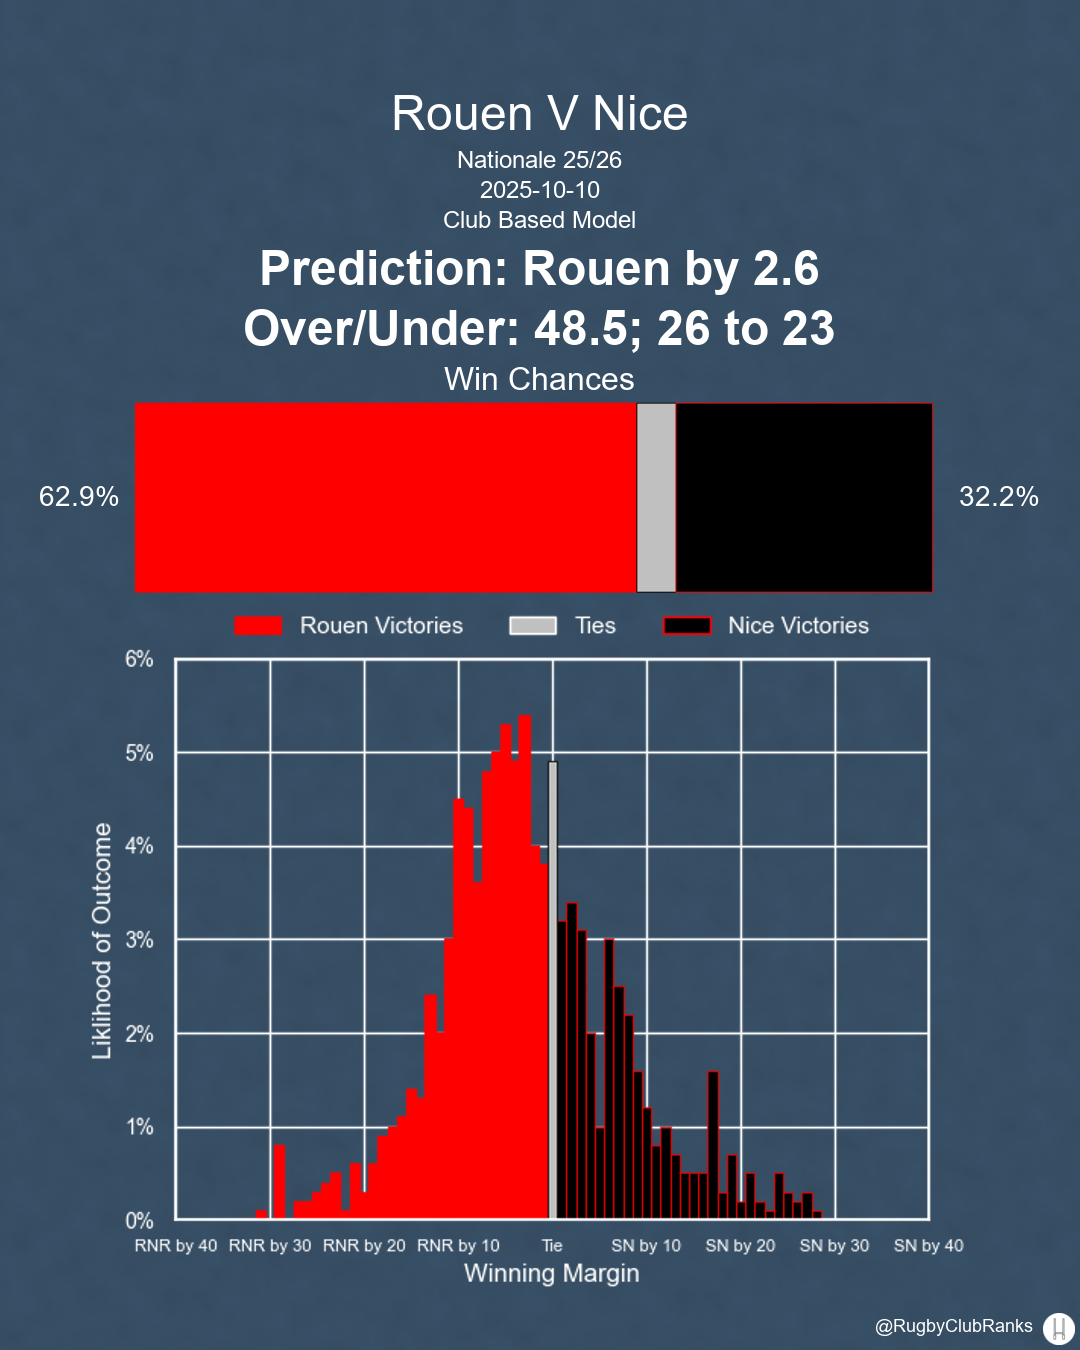 Rouen V Nice
Nationale 25/26
2025-10-10
Club Based Model
Prediction: Rouen by 2.6
Over/Under: 48.5; 26 to 23
Win Chances
62.9%
32.2%
Rouen Victories
Ties
Nice Victories
6%
5%
4%
3%
2%
1%
0%
Liklihood of Outcome
RNR by 40
RNR by 30
RNR by 20
RNR by 10
Tie
SN by 10
SN by 20
SN by 30
SN by 40
Winning Margin
@RugbyClubRanks